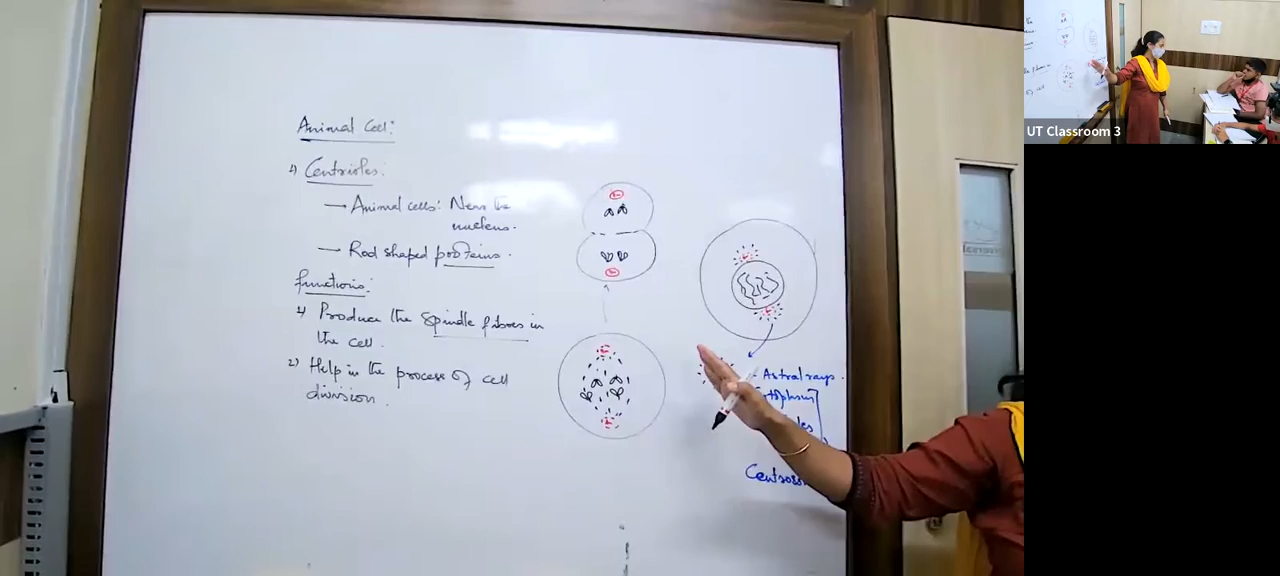 Animal Cell:
1) Centrioles:
→ Animal cells: Near the
nucleus.
→ Rod shaped proteins.
functions:
1) Produce the Spindle fibres in
the cell.
2) Help in the process of cell
division.
Astral rays.
UT Classroom 3